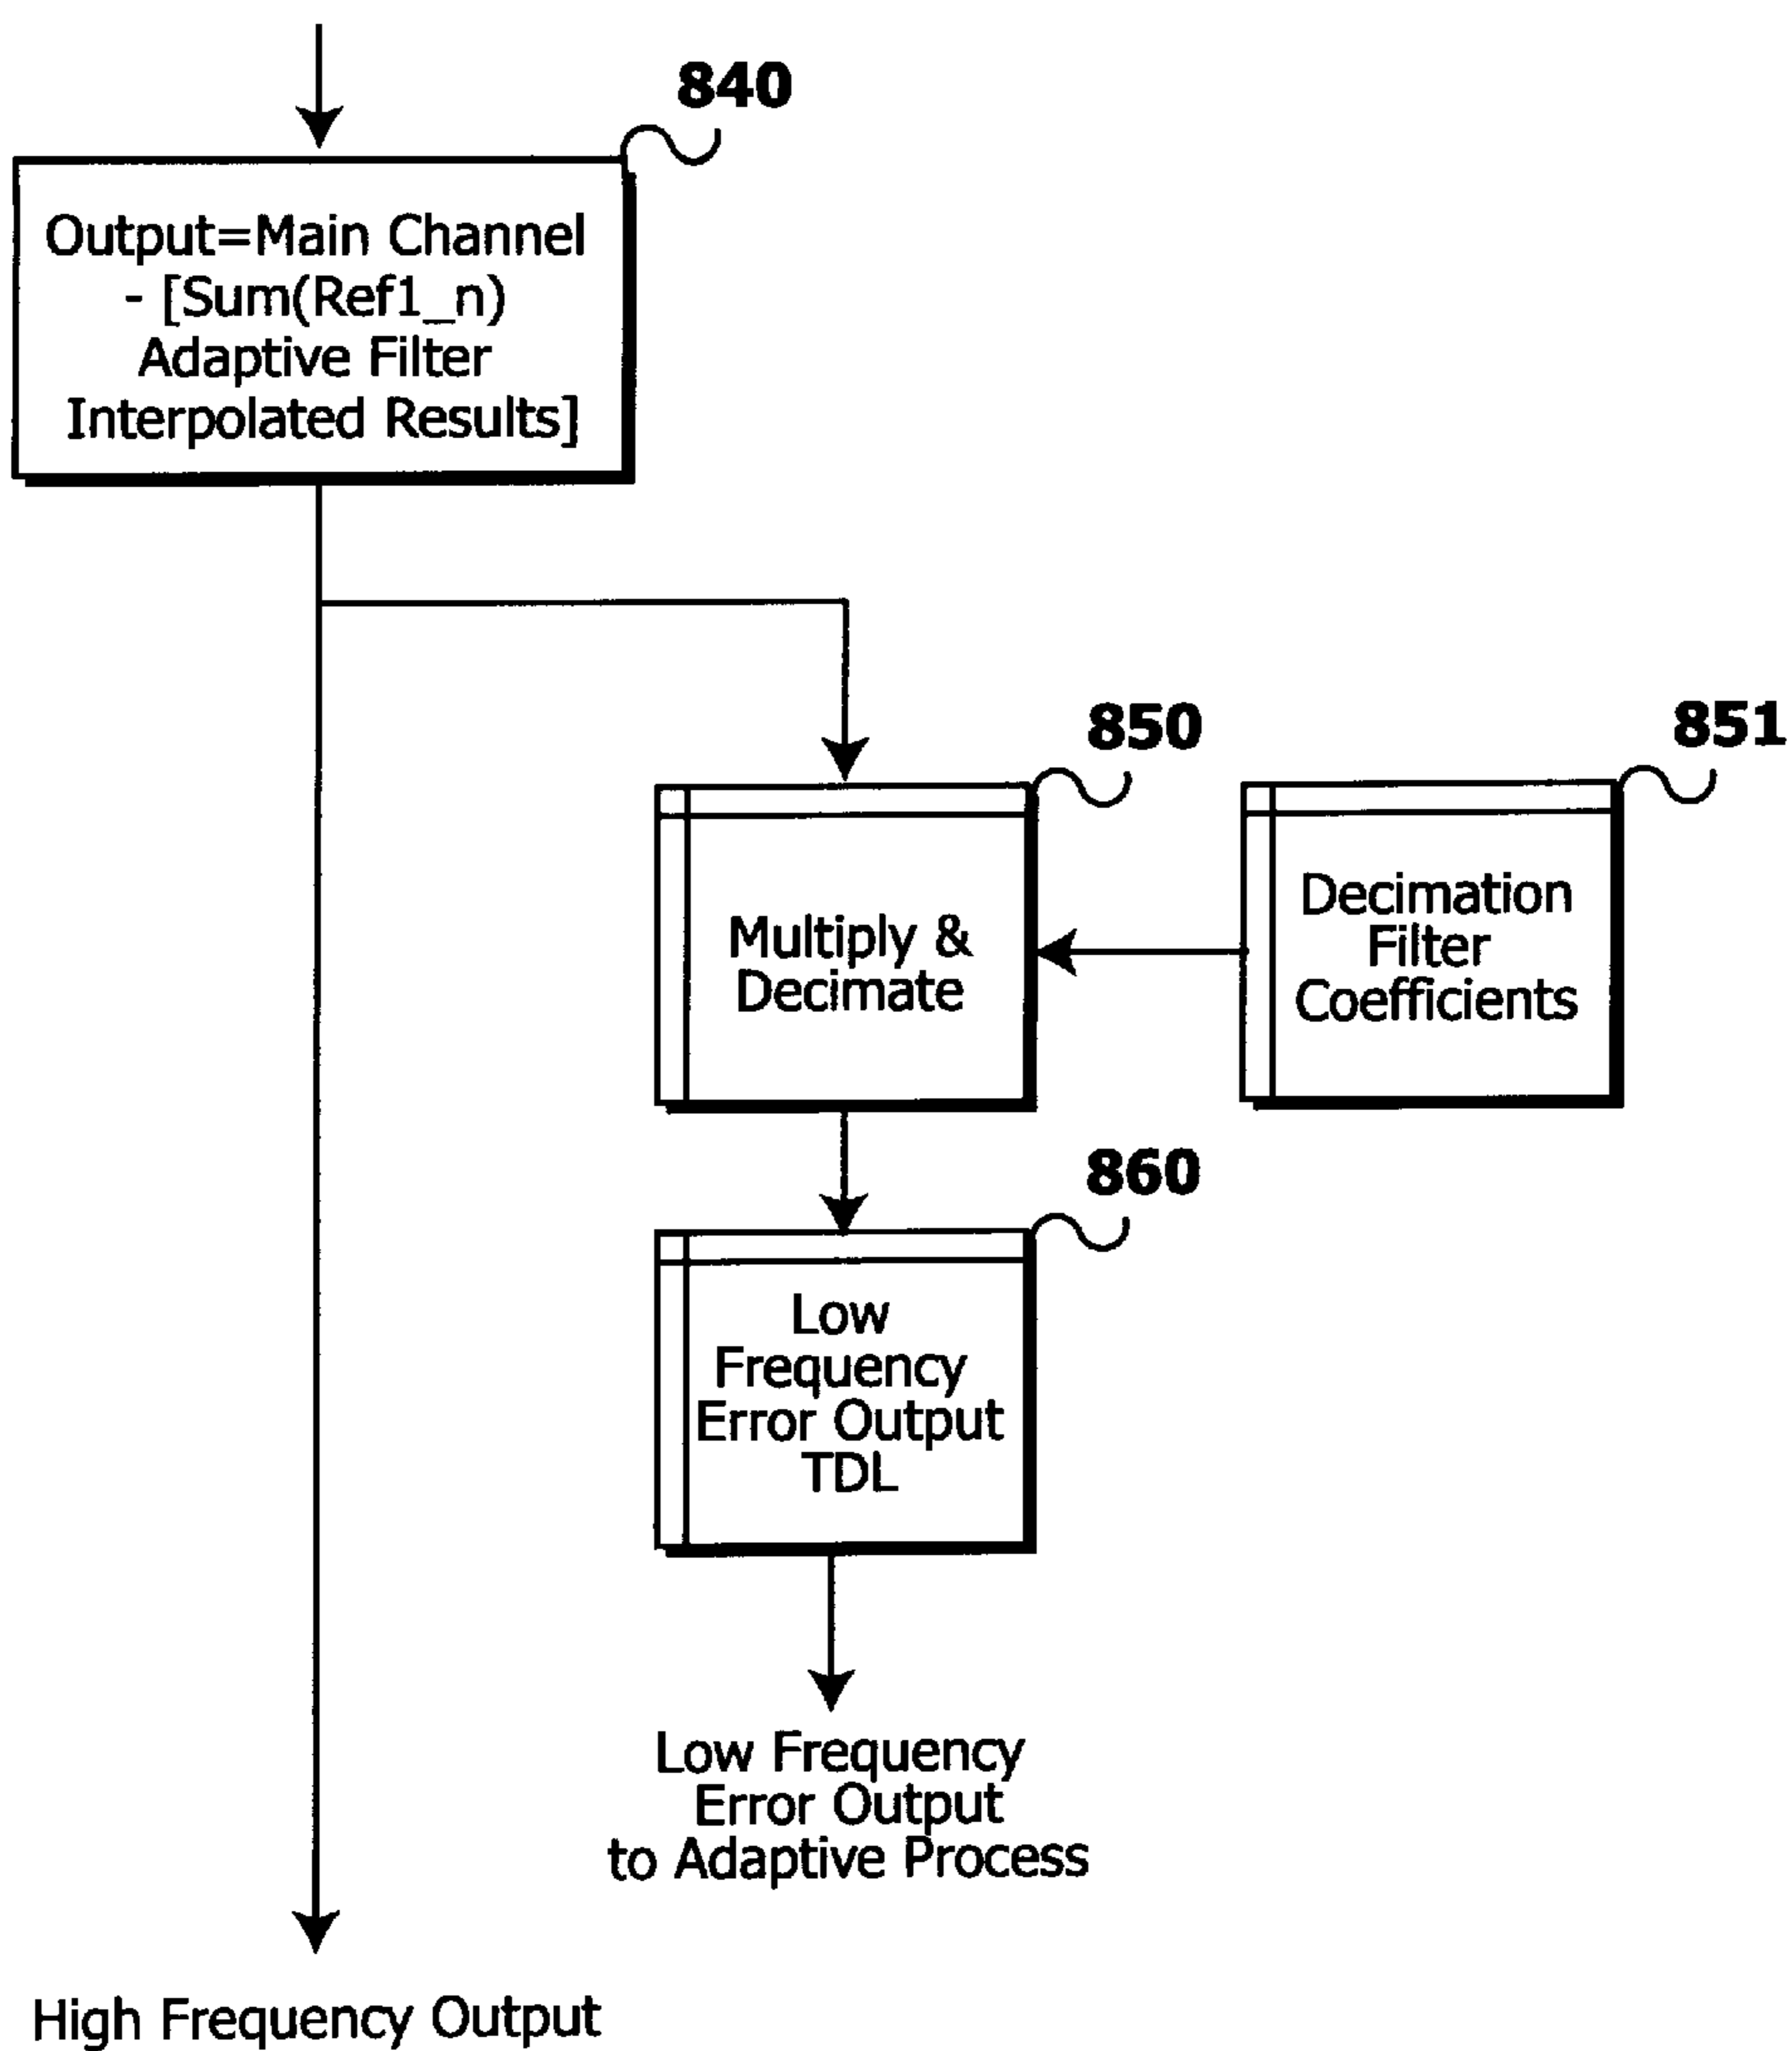 840
Output=Main Channel
- [Sum(Ref1_n)
Adaptive Filter
Interpolated Results]
850
851
Multiply &
Decimate
Decimation
Filter
Coefficients
860
Low
Frequency
Error Output
TDL
Low Frequency
Error Output
to Adaptive Process
High Frequency Output